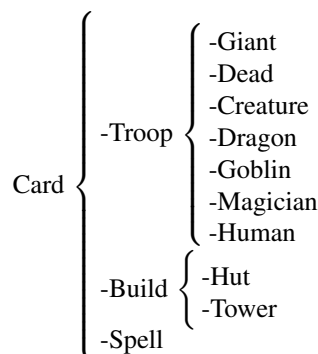 Card
-Troop
-Giant
-Dead
-Creature
-Dragon
-Goblin
-Magician
-Human
-Build
-Hut
-Tower
-Spell